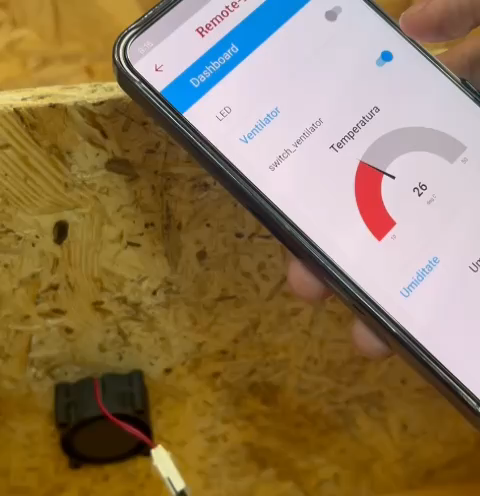 Remote-
Dashboard
LED
Ventilator
switch_ventilator
Temperatura
26
Umiditate